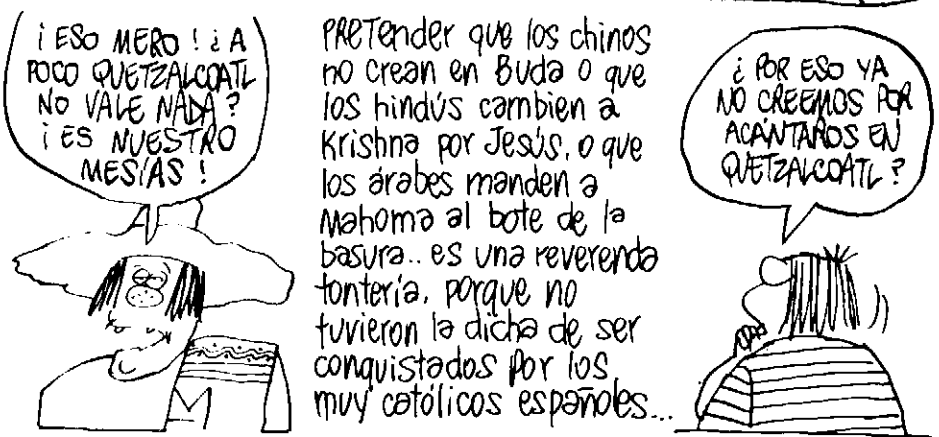 ¡ ESO MERO ! ¿ A
POCO QUETZALCOATL
NO VALE NADA ?
¡ ES NUESTRO
MESÍAS !
PRETender que los chinos
no crean en Buda o que
los hindús cambien a
Krishna por Jesús, o que
los árabes manden a
Mahoma al bote de la
basura.. es una reverenda
tontería, porque no
tuvieron la dicha de ser
conquistados por los
muy católicos españoles...
¿ POR ESO YA
NO CREEMOS POR
ACÁNTAROS EN
QUETZALCOATL ?